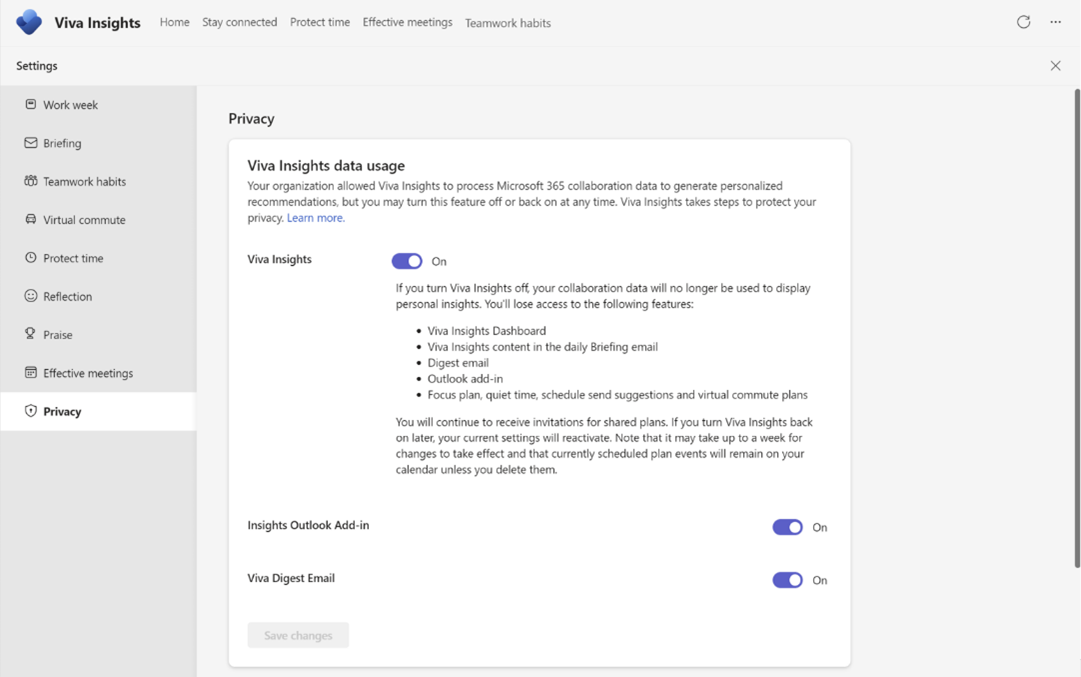 Viva Insights Home Stay connected Protect time Effective meetings Teamwork habits
Settings
Work week
Briefing
Teamwork habits
Virtual commute
Protect time
Reflection
Praise
Effective meetings
Privacy
Privacy
Viva Insights data usage
Your organization allowed Viva Insights to process Microsoft 365 collaboration data to generate personalized
recommendations, but you may turn this feature off or back on at any time. Viva Insights takes steps to protect your
privacy. Learn more.
Viva Insights On
If you turn Viva Insights off, your collaboration data will no longer be used to display
personal insights. You'll lose access to the following features:
• Viva Insights Dashboard
• Viva Insights content in the daily Briefing email
• Digest email
• Outlook add-in
• Focus plan, quiet time, schedule send suggestions and virtual commute plans
You will continue to receive invitations for shared plans. If you turn Viva Insights back
on later, your current settings will reactivate. Note that it may take up to a week for
changes to take effect and that currently scheduled plan events will remain on your
calendar unless you delete them.
Insights Outlook Add-in On
Viva Digest Email On
Save changes